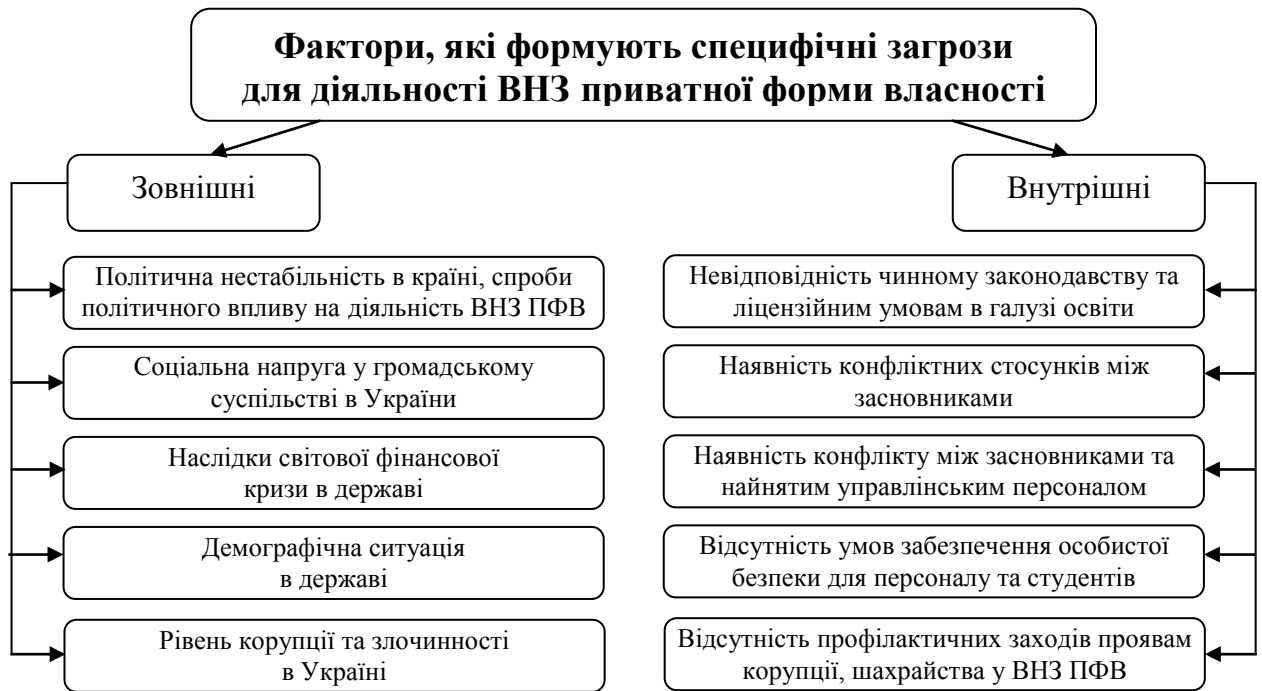 Фактори, які формують специфічні загрози
для діяльності ВНЗ приватної форми власності
Зовнішні
Політична нестабільність в країні, спроби
політичного впливу на діяльність ВНЗ ПФВ
Соціальна напруга у громадському
суспільстві в України
Наслідки світової фінансової
кризи в державі
Демографічна ситуація
в державі
Рівень корупції та злочинності
в Україні
Внутрішні
Невідповідність чинному законодавству та
ліцензійним умовам в галузі освіти
Наявність конфліктних стосунків між
засновниками
Наявність конфлікту між засновниками та
найнятим управлінським персоналом
Відсутність умов забезпечення особистої
безпеки для персоналу та студентів
Відсутність профілактичних заходів проявам
корупції, шахрайства у ВНЗ ПФВ